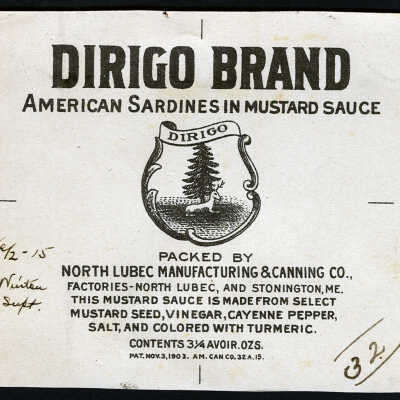 DIRIGO BRAND
AMERICAN SARDINES IN MUSTARD SAUCE
DIRIGO
PACKED BY
NORTH LUBEC MANUFACTURING & CANNING CO.,
FACTORIES-NORTH LUBEC, AND STONINGTON, ME.
THIS MUSTARD SAUCE IS MADE FROM SELECT
MUSTARD SEED, VINEGAR, CAYENNE PEPPER,
SALT, AND COLORED WITH TURMERIC.
CONTENTS 3¼ AVOIR. OZS.
PAT. NOV. 3, 1903. AM. CAN CO. 32 A. 15.
2-15
Supt.
32